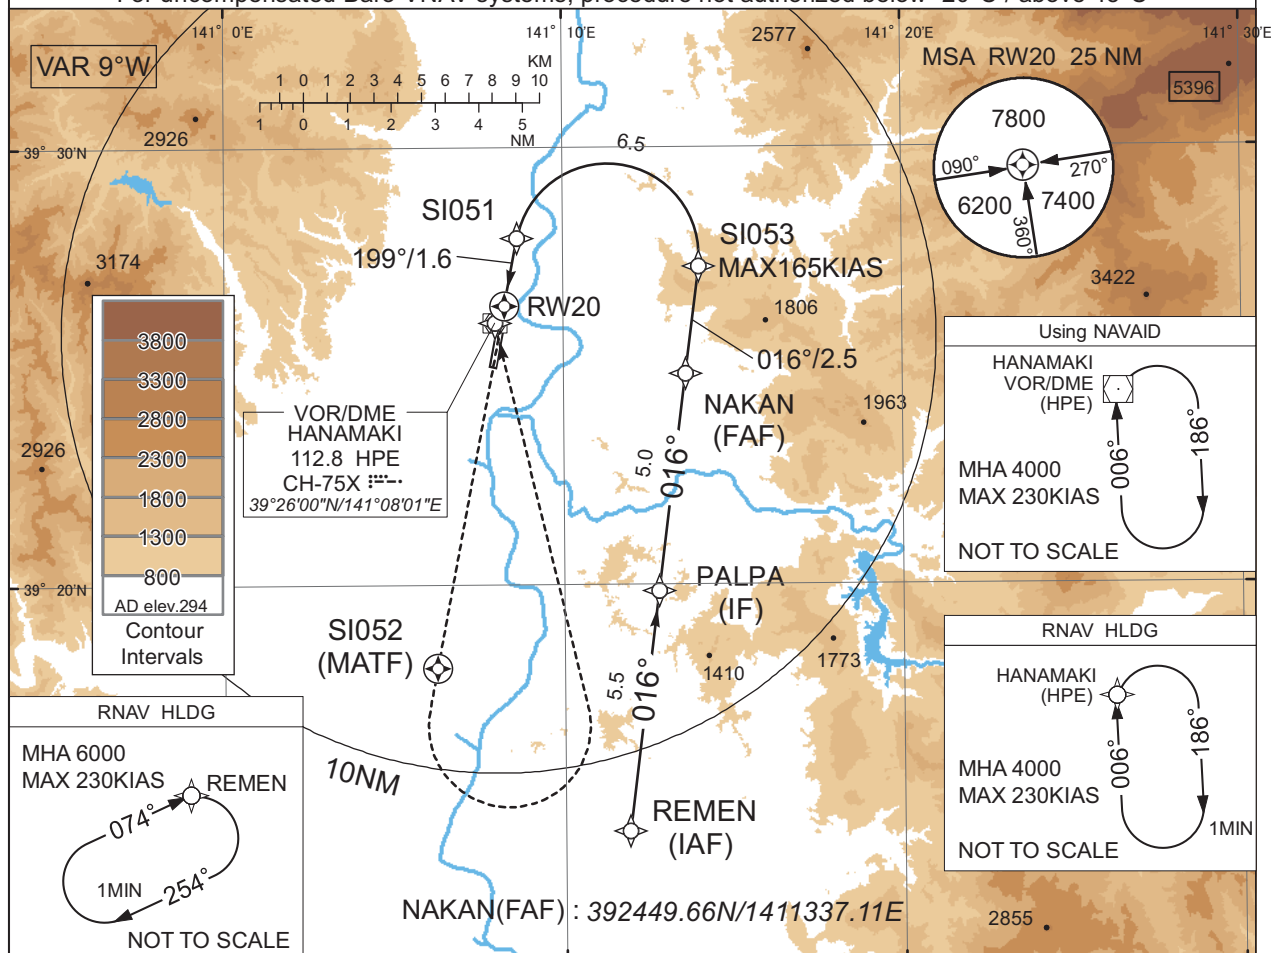 141° 0'E
141° 10'E
141° 20'E
141° 30'E
VAR 9°W
KM
1 0 1 2 3 4 5 6 7 8 9 10
1 0 1 2 3 4 5
NM
2577
MSA RW20 25 NM
5396
7800
090°
270°
6200
7400
360°
2926
39° 30'N
6.5
SI051
199°/1.6
SI053
MAX165KIAS
3174
RW20
1806
3422
016°/2.5
3800
3300
2800
2300
1800
1300
800
AD elev.294
Contour
Intervals
VOR/DME
HANAMAKI
112.8 HPE
CH-75X
39°26'00"N/141°08'01"E
NAKAN
(FAF)
1963
2926
5.0
016°
Using NAVAID
HANAMAKI
VOR/DME
(HPE)
006°
186°
MHA 4000
MAX 230KIAS
NOT TO SCALE
39° 20'N
PALPA
(IF)
SI052
(MATF)
1410
1773
5.5
016°
RNAV HLDG
HANAMAKI
(HPE)
006°
186°
MHA 4000
MAX 230KIAS
1MIN
NOT TO SCALE
RNAV HLDG
MHA 6000
MAX 230KIAS
REMEN
074°
1MIN
254°
NOT TO SCALE
10NM
REMEN
(IAF)
NAKAN(FAF) : 392449.66N/1411337.11E
2855